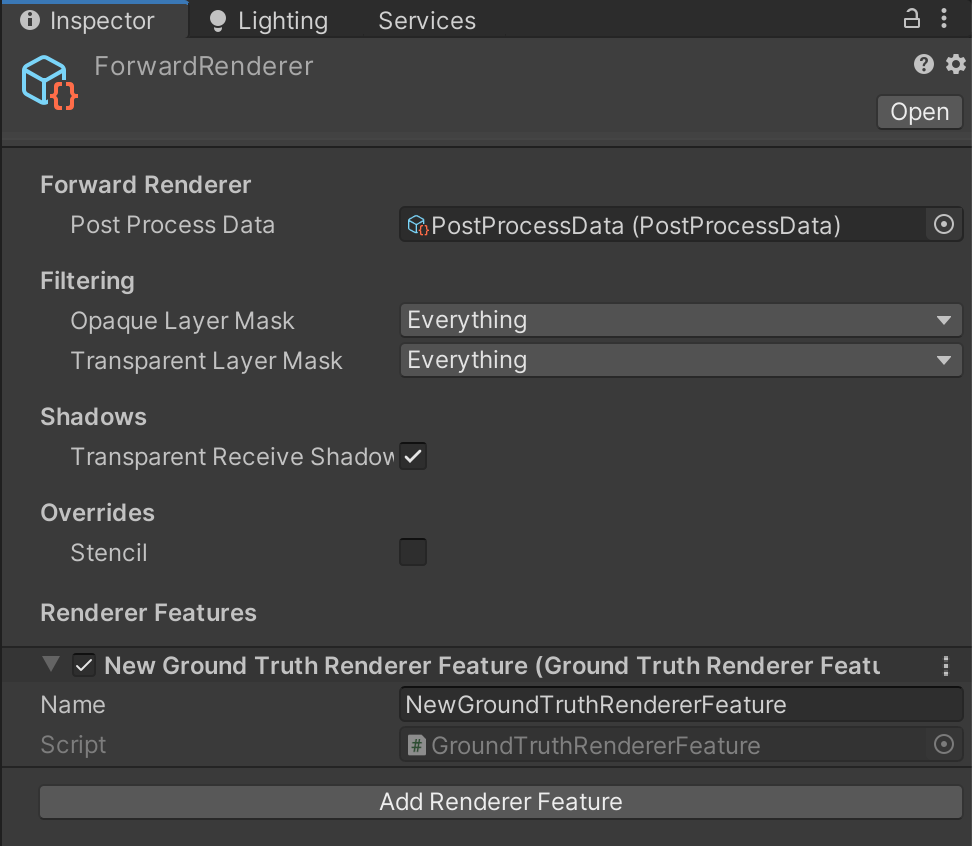 Inspector Lighting Services
ForwardRenderer
Open
Forward Renderer
Post Process Data PostProcessData (PostProcessData)
Filtering
Opaque Layer Mask Everything
Transparent Layer Mask Everything
Shadows
Transparent Receive Shadow
Overrides
Stencil
Renderer Features
New Ground Truth Renderer Feature (Ground Truth Renderer Featu
Name NewGroundTruthRendererFeature
Script # GroundTruthRendererFeature
Add Renderer Feature